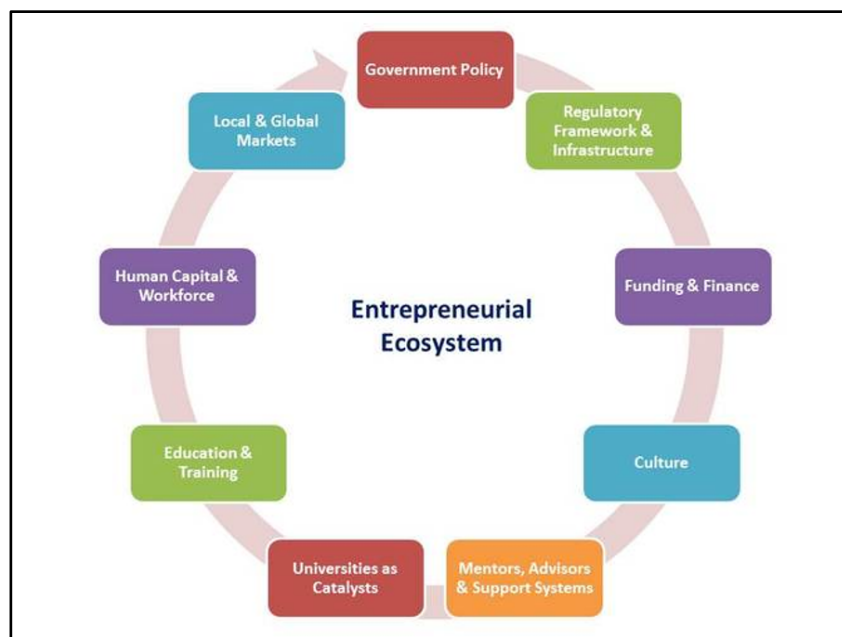 Government Policy
Regulatory
Framework &
Infrastructure
Funding & Finance
Culture
Mentors, Advisors
& Support Systems
Universities as
Catalysts
Education &
Training
Human Capital &
Workforce
Local & Global
Markets
Entrepreneurial
Ecosystem